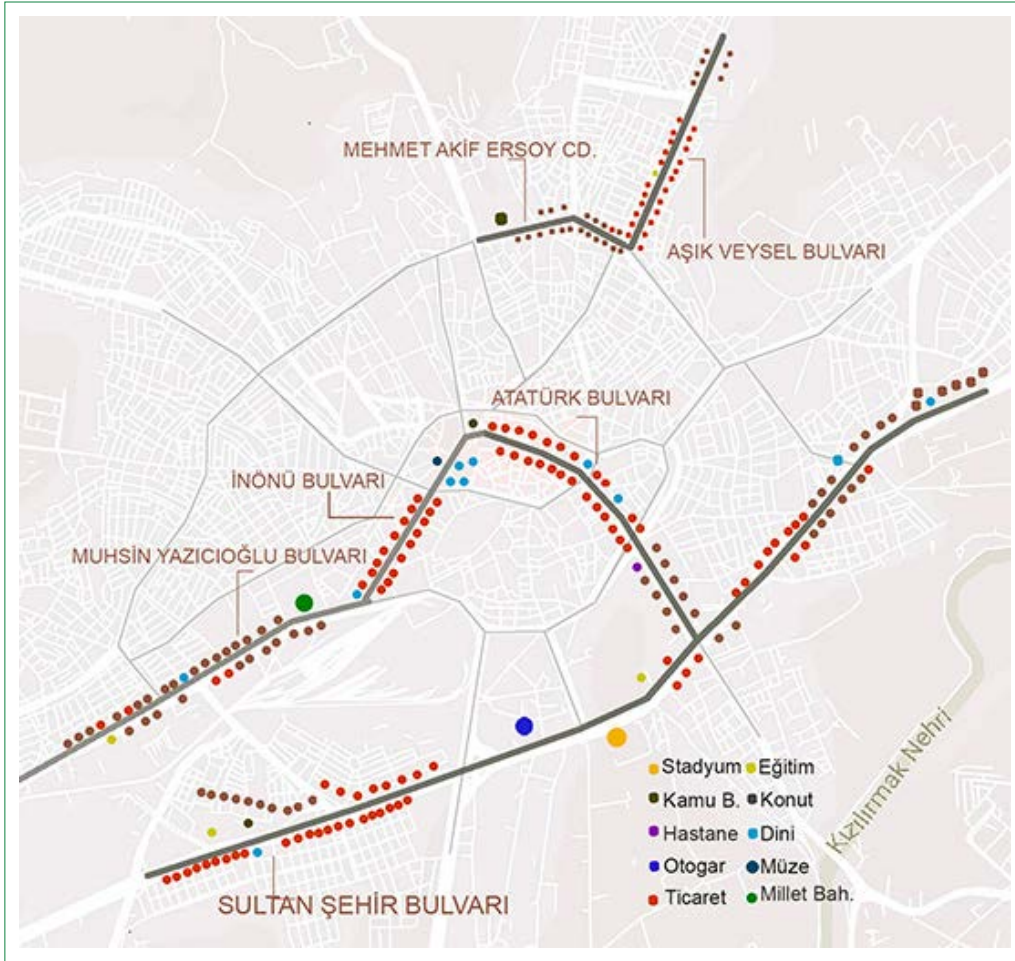 MEHMET AKİF ERSOY CD.
AŞIK VEYSEL BULVARI
ATATÜRK BULVARI
İNÖNÜ BULVARI
MUHSİN YAZICIOĞLU BULVARI
Kızılırmak Nehri
SULTAN ŞEHİR BULVARI
Stadyum Eğitim
Kamu B. Konut
Hastane Dini
Otogar Müze
Ticaret Millet Bah.